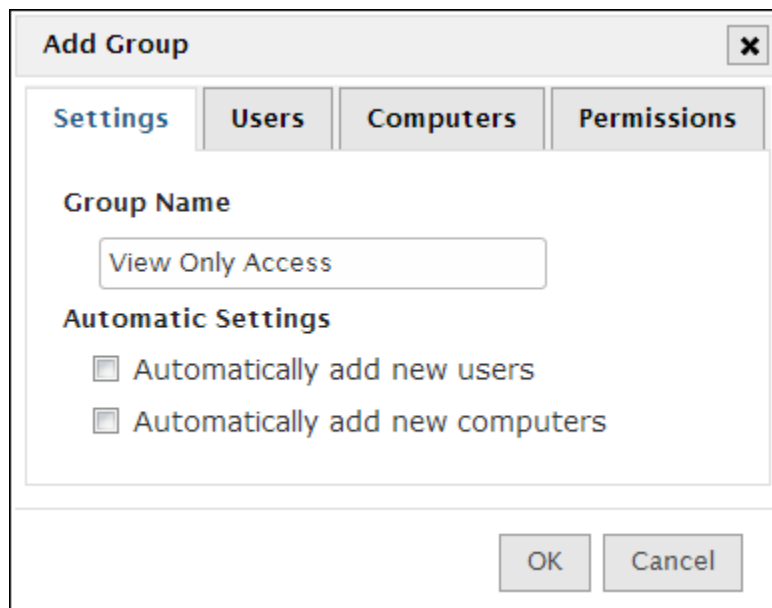 Add Group
Settings Users Computers Permissions
Group Name
View Only Access
Automatic Settings
Automatically add new users
Automatically add new computers
OK Cancel